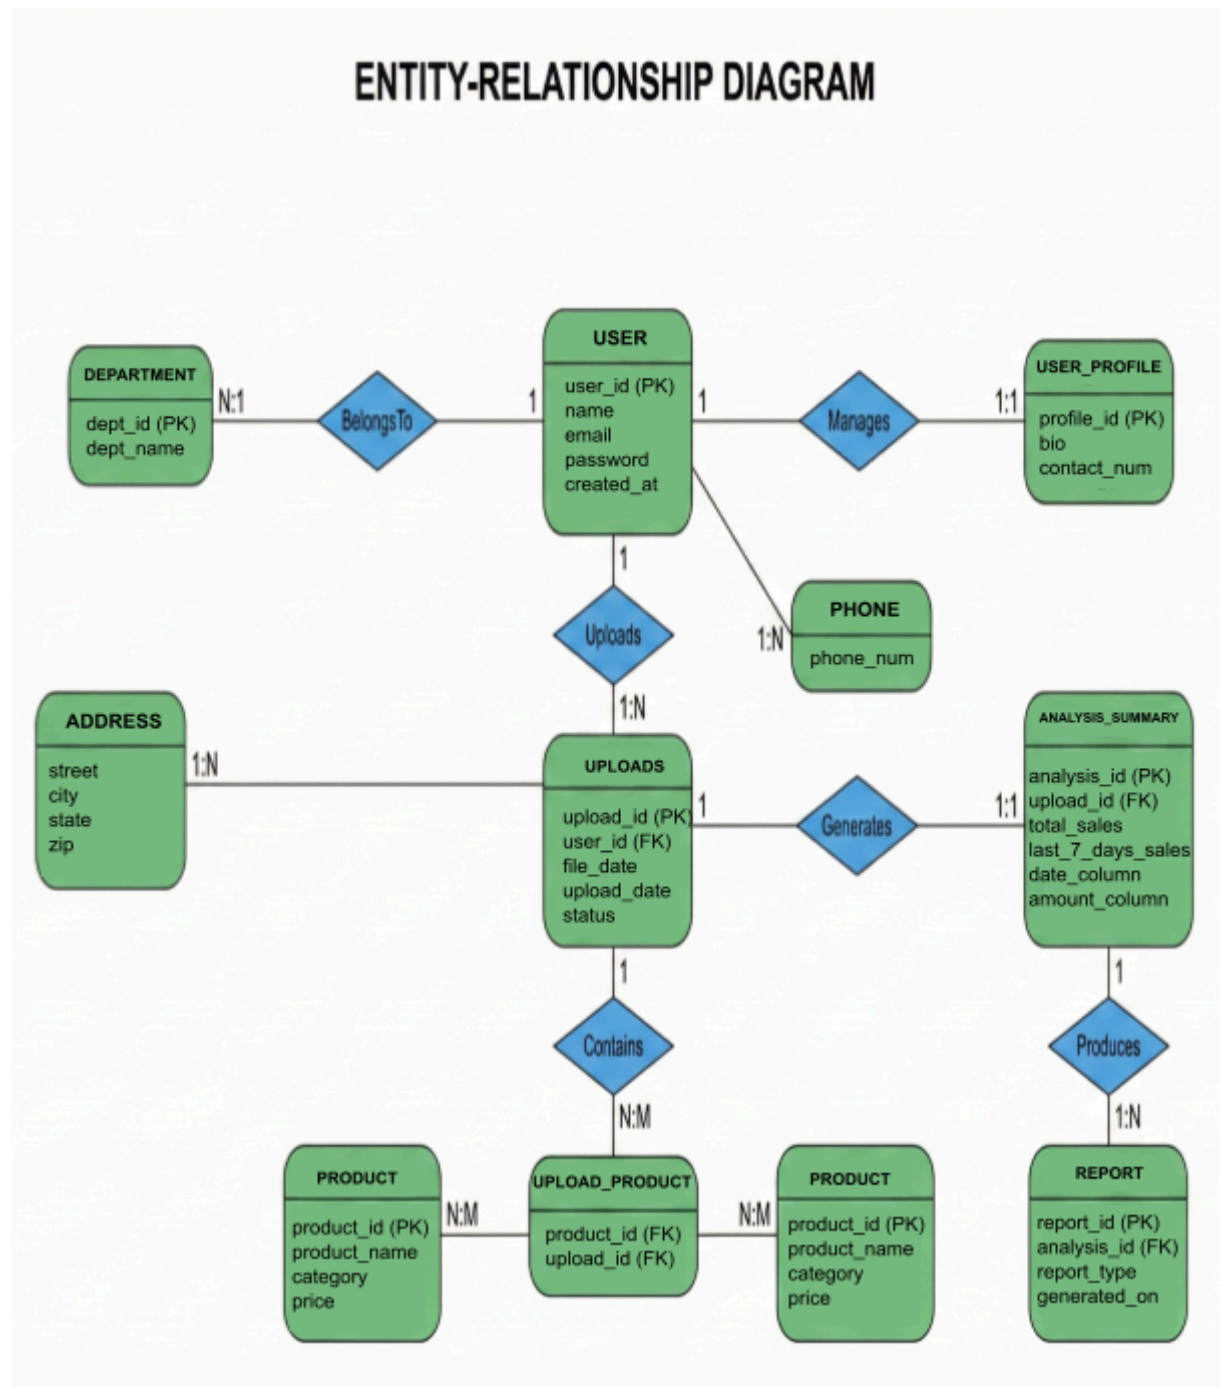 ENTITY-RELATIONSHIP DIAGRAM
USER
user_id (PK)
name
email
password
created_at
DEPARTMENT
dept_id (PK)
dept_name
N:1
BelongsTo
1
1
Manages
1:1
USER_PROFILE
profile_id (PK)
bio
contact_num
1
Uploads
1:N
1:N
PHONE
phone_num
ADDRESS
street
city
state
zip
1:N
UPLOADS
upload_id (PK)
user_id (FK)
file_date
upload_date
status
1
Generates
1:1
ANALYSIS_SUMMARY
analysis_id (PK)
upload_id (FK)
total_sales
last_7_days_sales
date_column
amount_column
1
Contains
N:M
1
Produces
1:N
PRODUCT
product_id (PK)
product_name
category
price
N:M
UPLOAD_PRODUCT
product_id (FK)
upload_id (FK)
N:M
PRODUCT
product_id (PK)
product_name
category
price
REPORT
report_id (PK)
analysis_id (FK)
report_type
generated_on